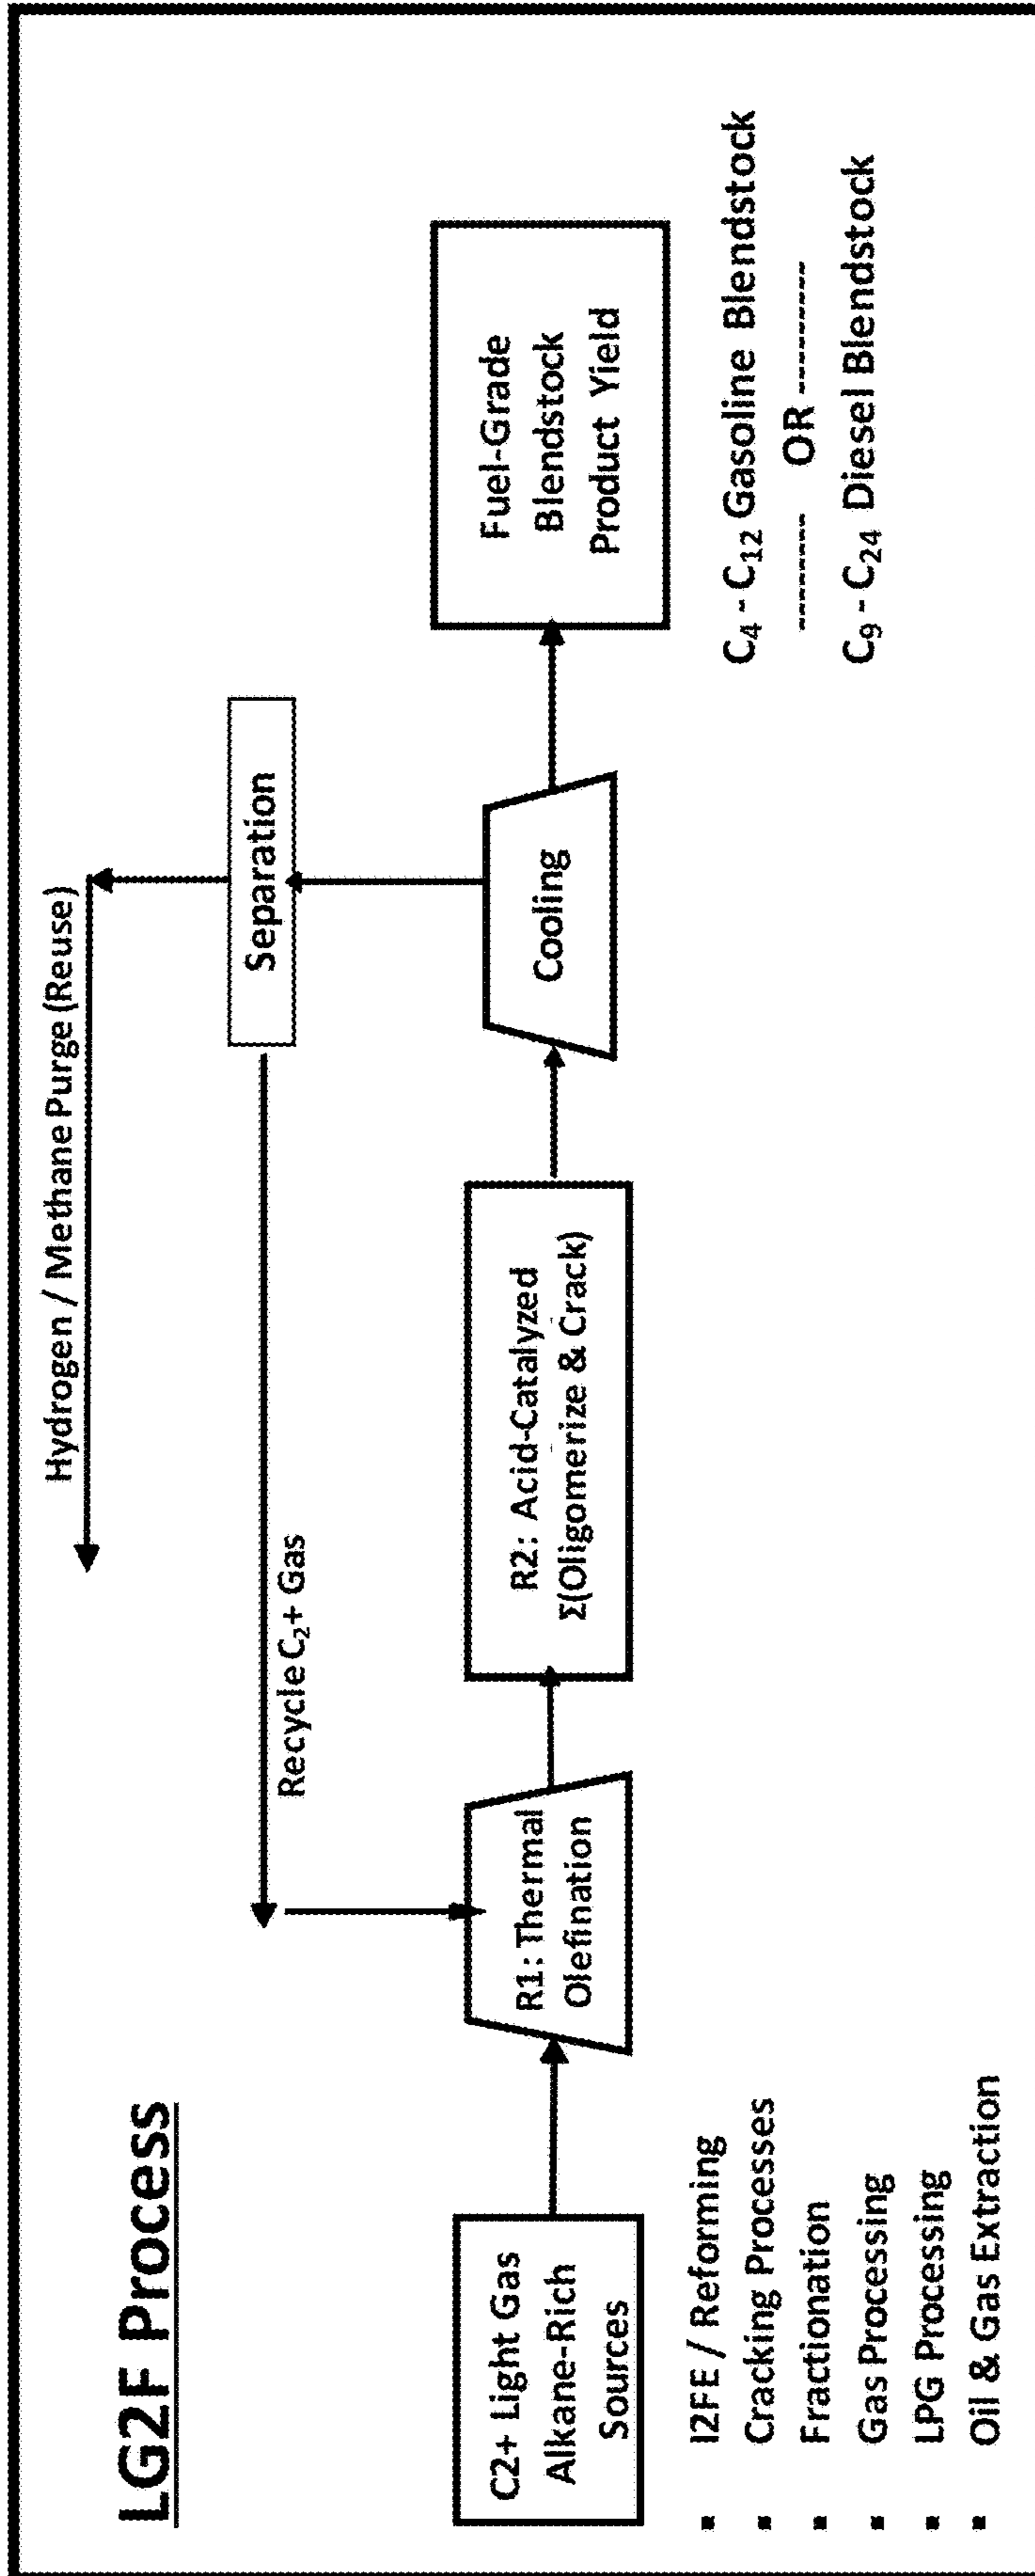 LG2F Process
Hydrogen / Methane Purge (Reuse)
Separation
Recycle C₂+ Gas
C2+ Light Gas
Alkane-Rich
Sources
R1: Thermal
Olefination
R2: Acid-Catalyzed
Σ(Oligomerize & Crack)
Cooling
Fuel-Grade
Blendstock
Product Yield
▪ I2FE / Reforming
▪ Cracking Processes
▪ Fractionation
▪ Gas Processing
▪ LPG Processing
▪ Oil & Gas Extraction
C₄ - C₁₂ Gasoline Blendstock
------- OR -------
C₉ - C₂₄ Diesel Blendstock